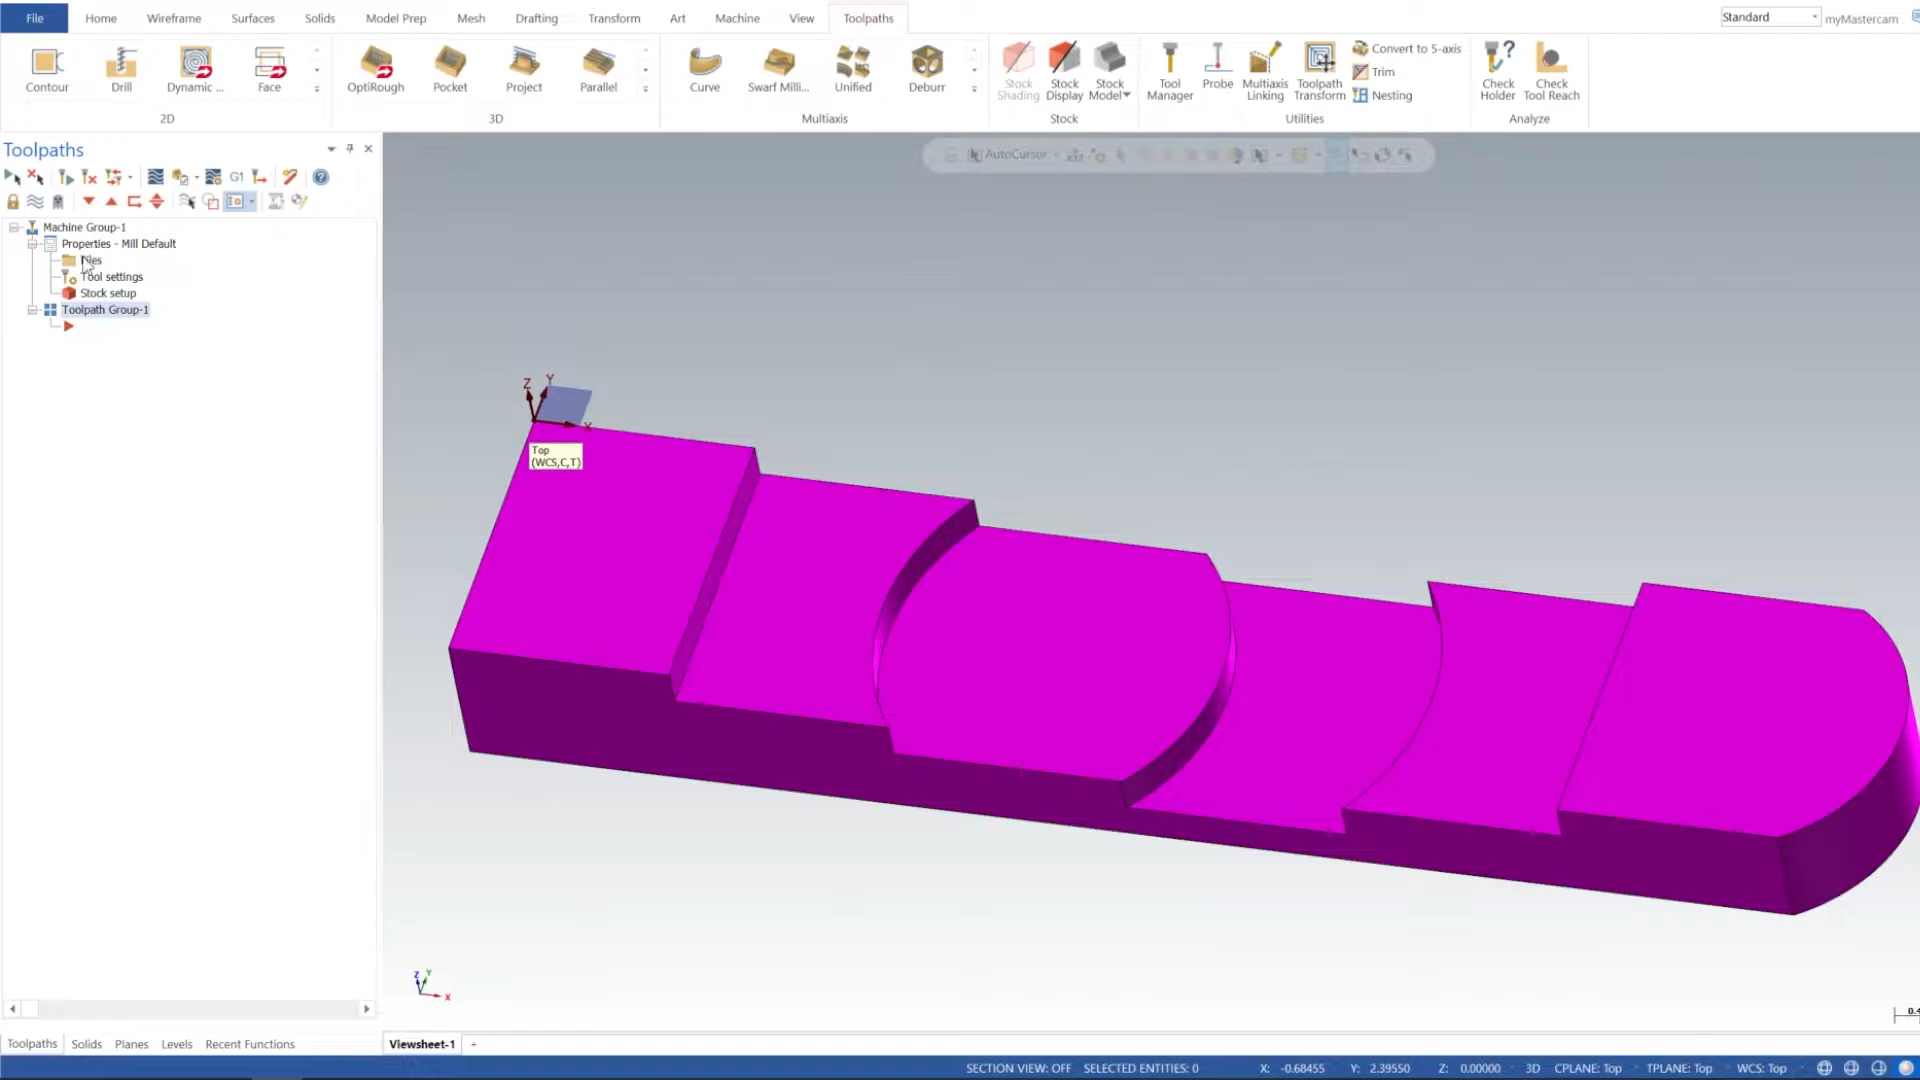 File Home Wireframe Surfaces Solids Model Prep Mesh Drafting Transform Art Machine View Toolpaths Standard myMastercam
Contour Drill Dynamic ... Face OptiRough Pocket Project Parallel Curve Swarf Milli... Unified Deburr
Stock Shading
Stock Display
Stock Model
Tool Manager
Probe
Multiaxis Linking
Toolpath Transform
Convert to 5-axis
Trim
Nesting
Check Holder
Check Tool Reach
2D 3D Multiaxis Stock Utilities Analyze
Toolpaths
AutoCursor
G1
Machine Group-1
Properties - Mill Default
Files
Tool settings
Stock setup
Toolpath Group-1
Z Y
X
Top
(WCS,C,T)
Z Y
X
0.4
Toolpaths Solids Planes Levels Recent Functions Viewsheet-1 +
SECTION VIEW: OFF SELECTED ENTITIES: 0 X: -0.68455 Y: 2.39550 Z: 0.00000 3D CPLANE: Top TPLANE: Top WCS: Top